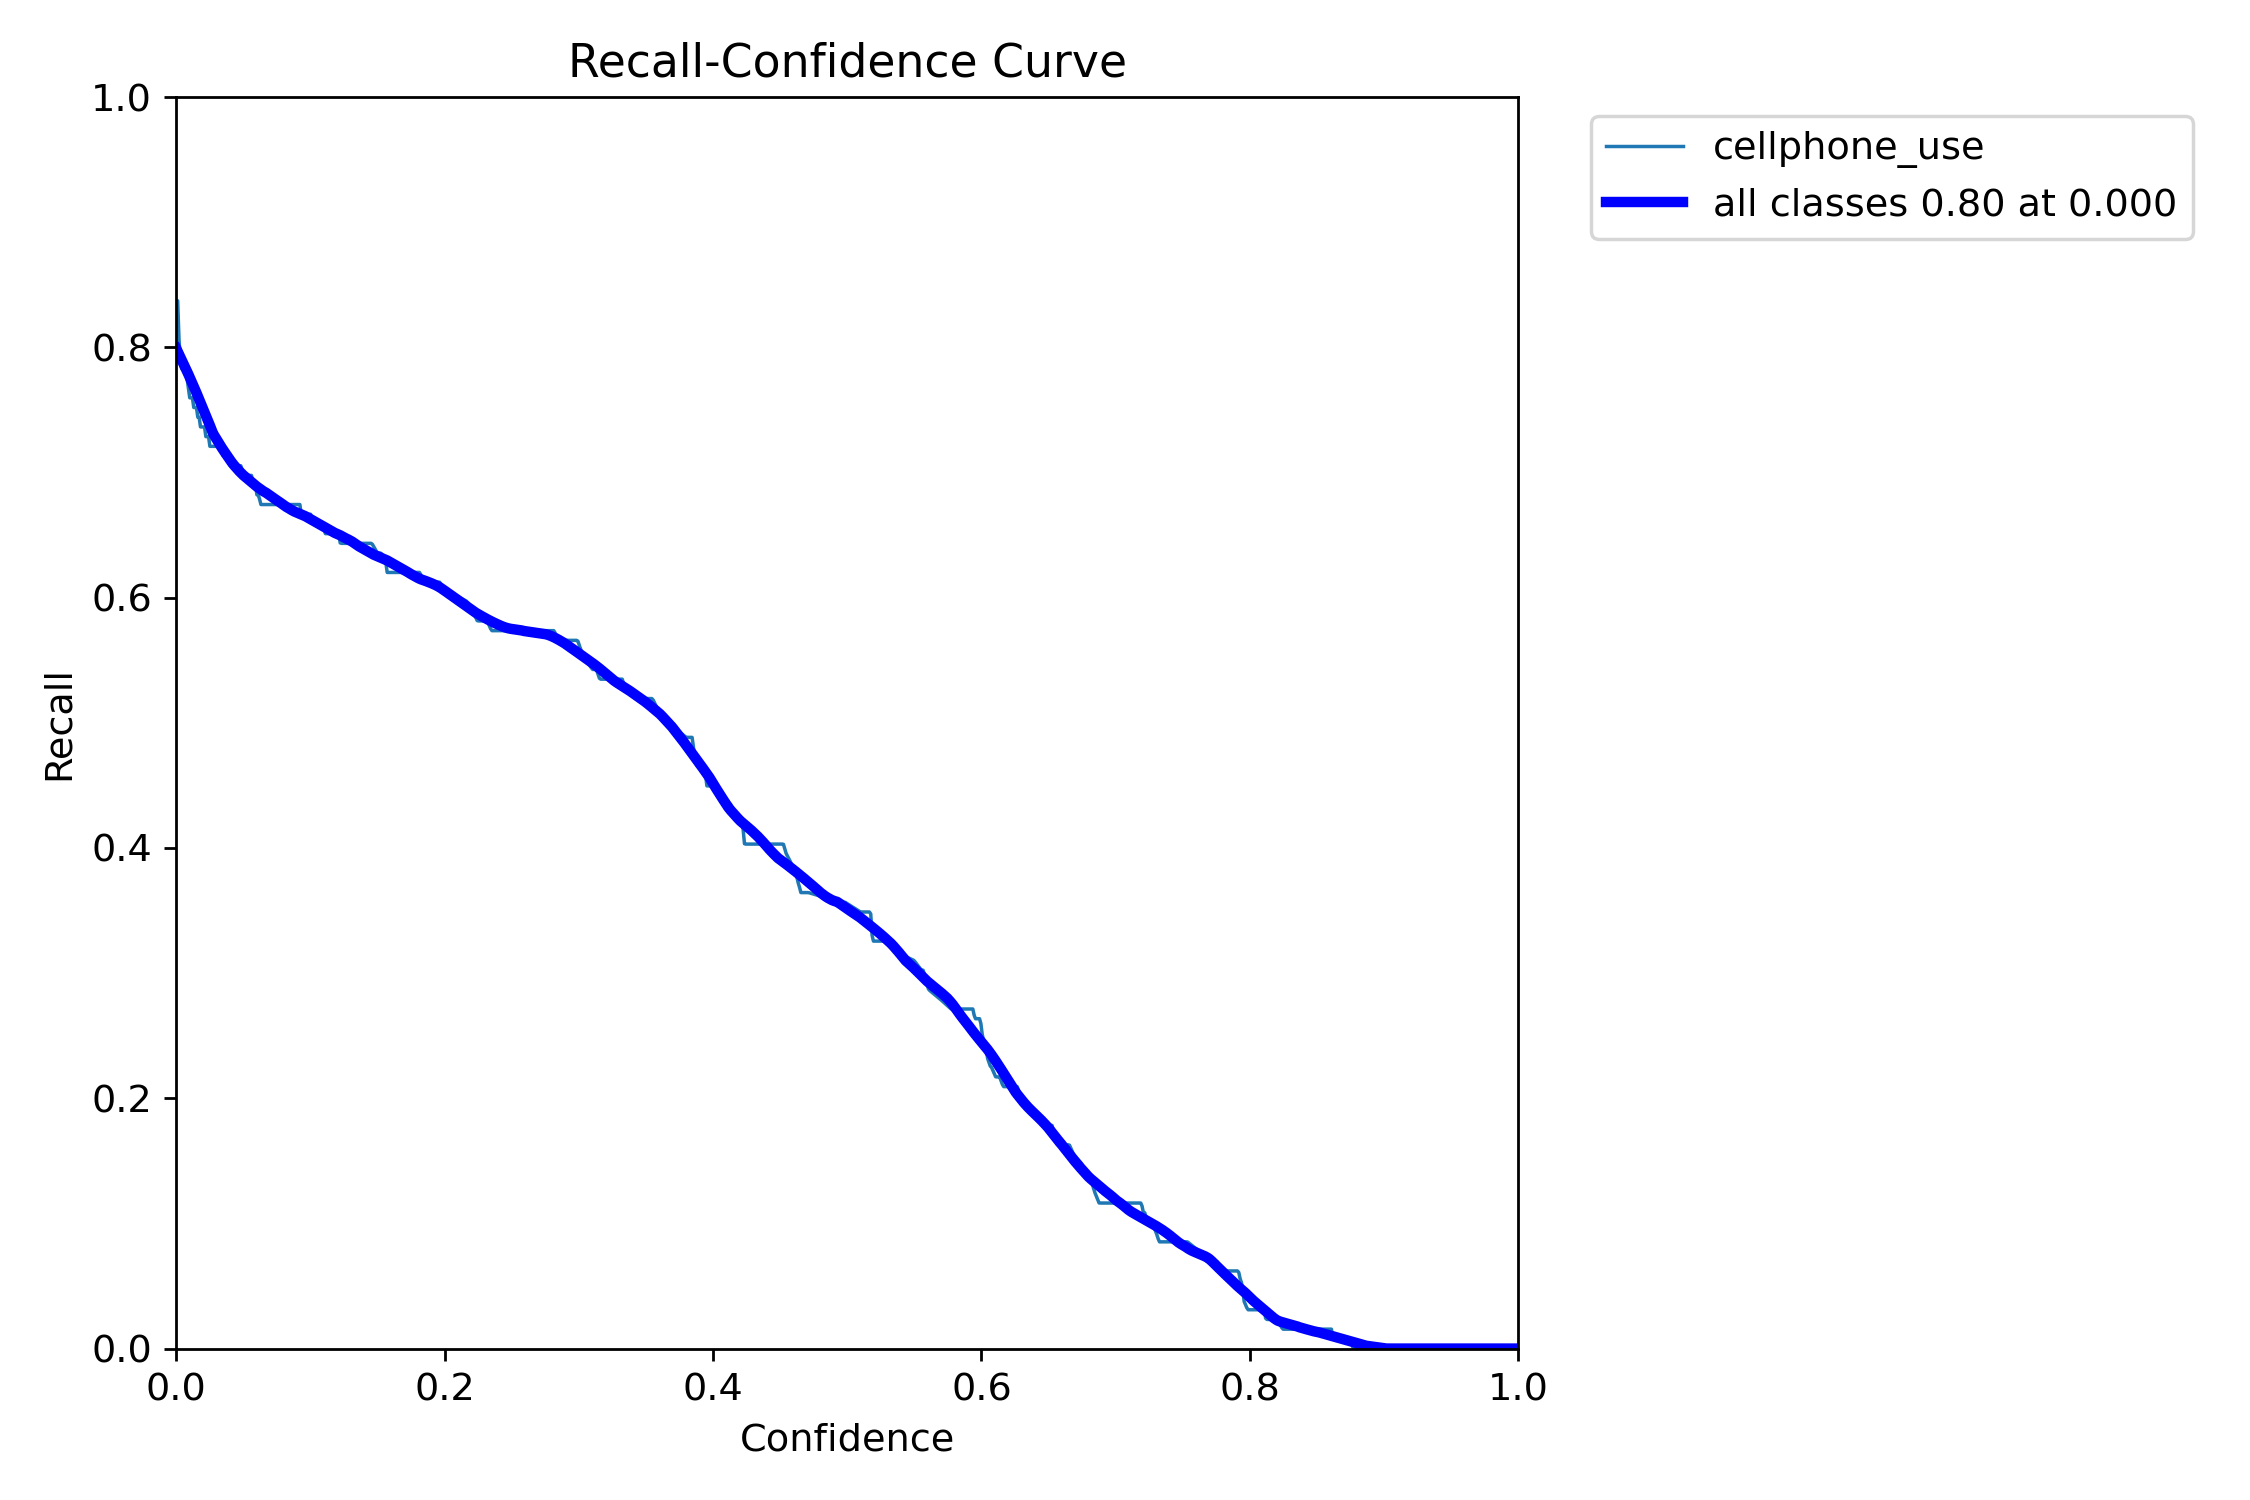 Recall-Confidence Curve
1.0
0.8
0.6
0.4
0.2
0.0
Recall
0.0 0.2 0.4 0.6 0.8 1.0
Confidence
cellphone_use
all classes 0.80 at 0.000